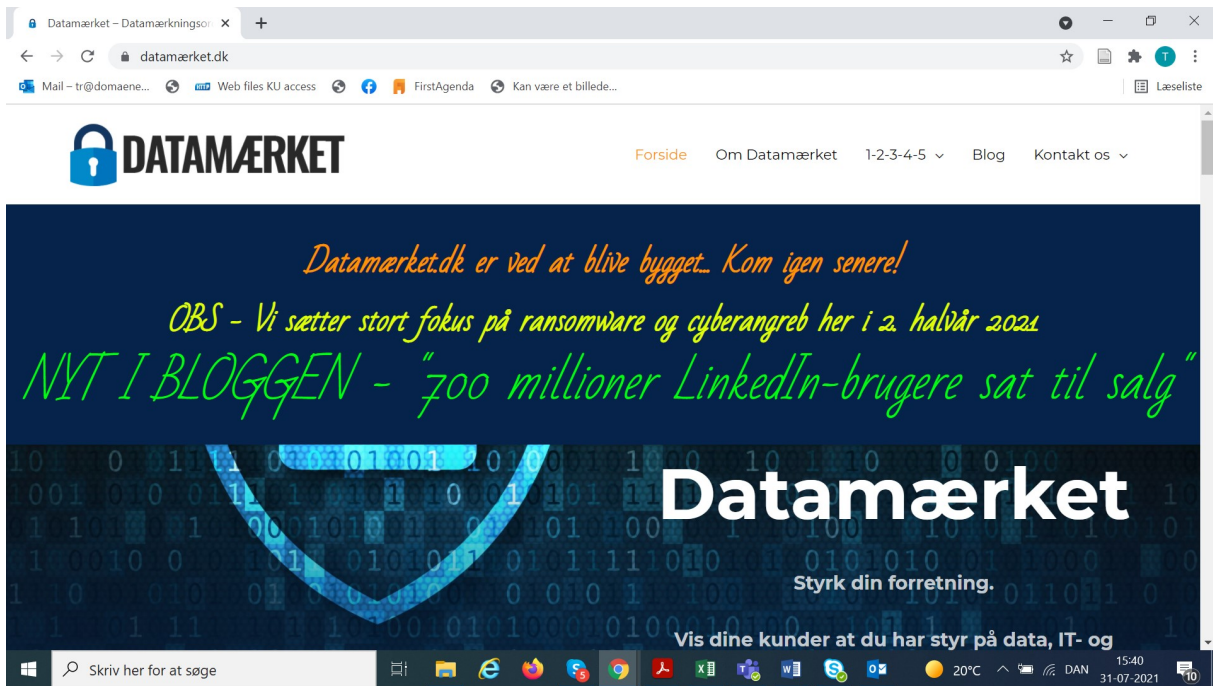 Datamærket – Datamærkningsor
datamærket.dk
Mail – tr@domaene...
Web files KU access
FirstAgenda
Kan være et billede...
Læseliste
DATAMÆRKET
Forside
Om Datamærket
1-2-3-4-5
Blog
Kontakt os
Datamærket.dk er ved at blive bygget... Kom igen senere!
OBS - Vi sætter stort fokus på ransomware og cyberangreb her i 2. halvår 2021
NYT I BLOGGEN - "700 millioner LinkedIn-brugere sat til salg"
Datamærket
Styrk din forretning.
Vis dine kunder at du har styr på data, IT- og
Skriv her for at søge
20°C
DAN
15:40
31-07-2021
10